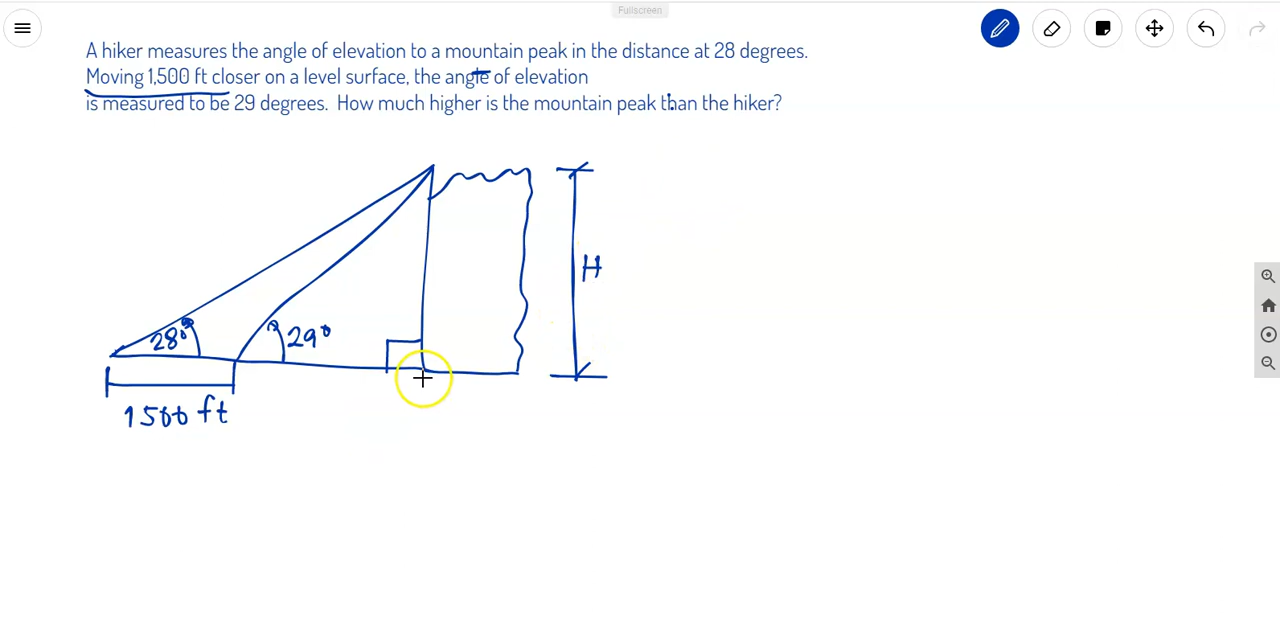 Fullscreen
A hiker measures the angle of elevation to a mountain peak in the distance at 28 degrees.
Moving 1,500 ft closer on a level surface, the angle of elevation
is measured to be 29 degrees. How much higher is the mountain peak than the hiker?
H
28°
29°
1500 ft